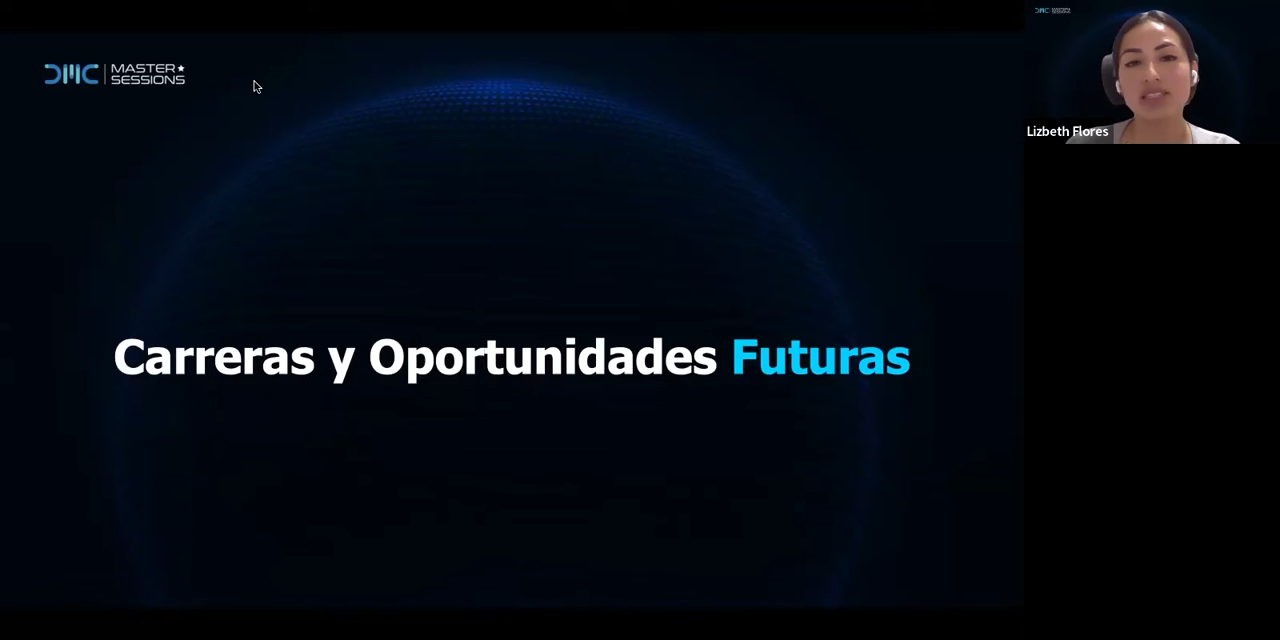 DMC | MASTER SESSIONS
Carreras y Oportunidades Futuras
Lizbeth Flores